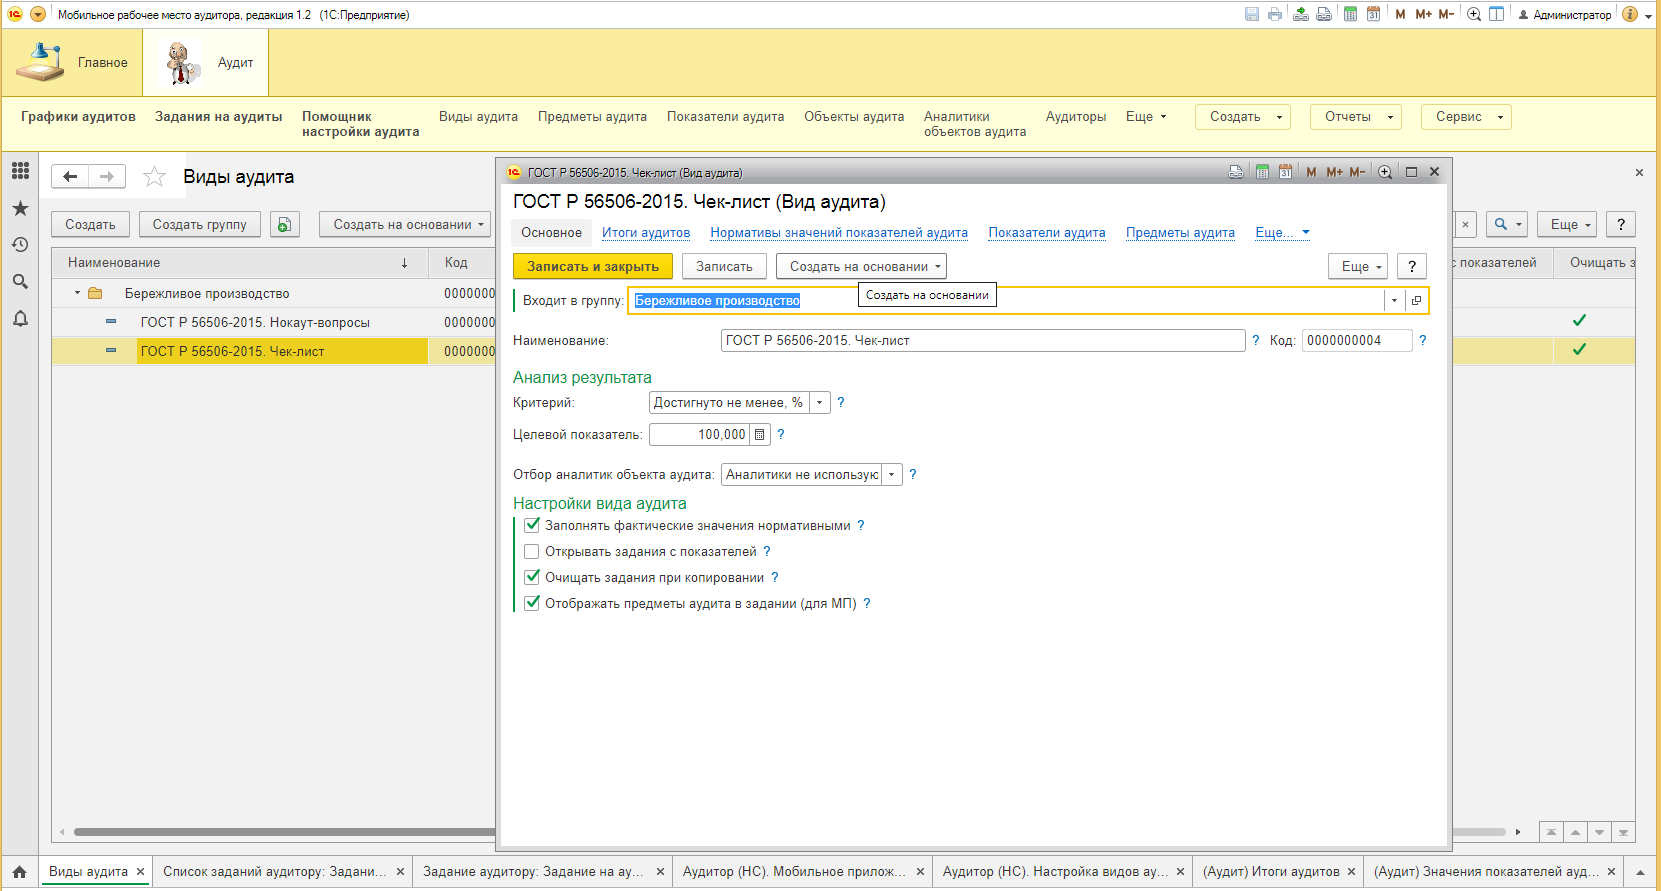 Мобильное рабочее место аудитора, редакция 1.2 (1С:Предприятие)
M M+ M-
Администратор
Главное
Аудит
Графики аудитов
Задания на аудиты
Помощник
настройки аудита
Виды аудита
Предметы аудита
Показатели аудита
Объекты аудита
Аналитики
объектов аудита
Аудиторы
Еще
Создать
Отчеты
Сервис
Виды аудита
Создать
Создать группу
Создать на основании
Еще
?
Наименование
Код
с показателей
Очищать з
Бережливое производство
0000000
ГОСТ Р 56506-2015. Нокаут-вопросы
0000000
ГОСТ Р 56506-2015. Чек-лист
0000000
ГОСТ Р 56506-2015. Чек-лист (Вид аудита)
M M+ M-
ГОСТ Р 56506-2015. Чек-лист (Вид аудита)
Основное
Итоги аудитов
Нормативы значений показателей аудита
Показатели аудита
Предметы аудита
Еще...
Записать и закрыть
Записать
Создать на основании
Еще
?
Создать на основании
Входит в группу: Бережливое производство
Наименование: ГОСТ Р 56506-2015. Чек-лист ? Код: 0000000004 ?
Анализ результата
Критерий: Достигнуто не менее, % ?
Целевой показатель: 100,000 ?
Отбор аналитик объекта аудита: Аналитики не использую ?
Настройки вида аудита
Заполнять фактические значения нормативными ?
Открывать задания с показателей ?
Очищать задания при копировании ?
Отображать предметы аудита в задании (для МП) ?
Виды аудита
Список заданий аудитору: Задани...
Задание аудитору: Задание на ау...
Аудитор (НС). Мобильное прилож...
Аудитор (НС). Настройка видов ау...
(Аудит) Итоги аудитов
(Аудит) Значения показателей ауд...